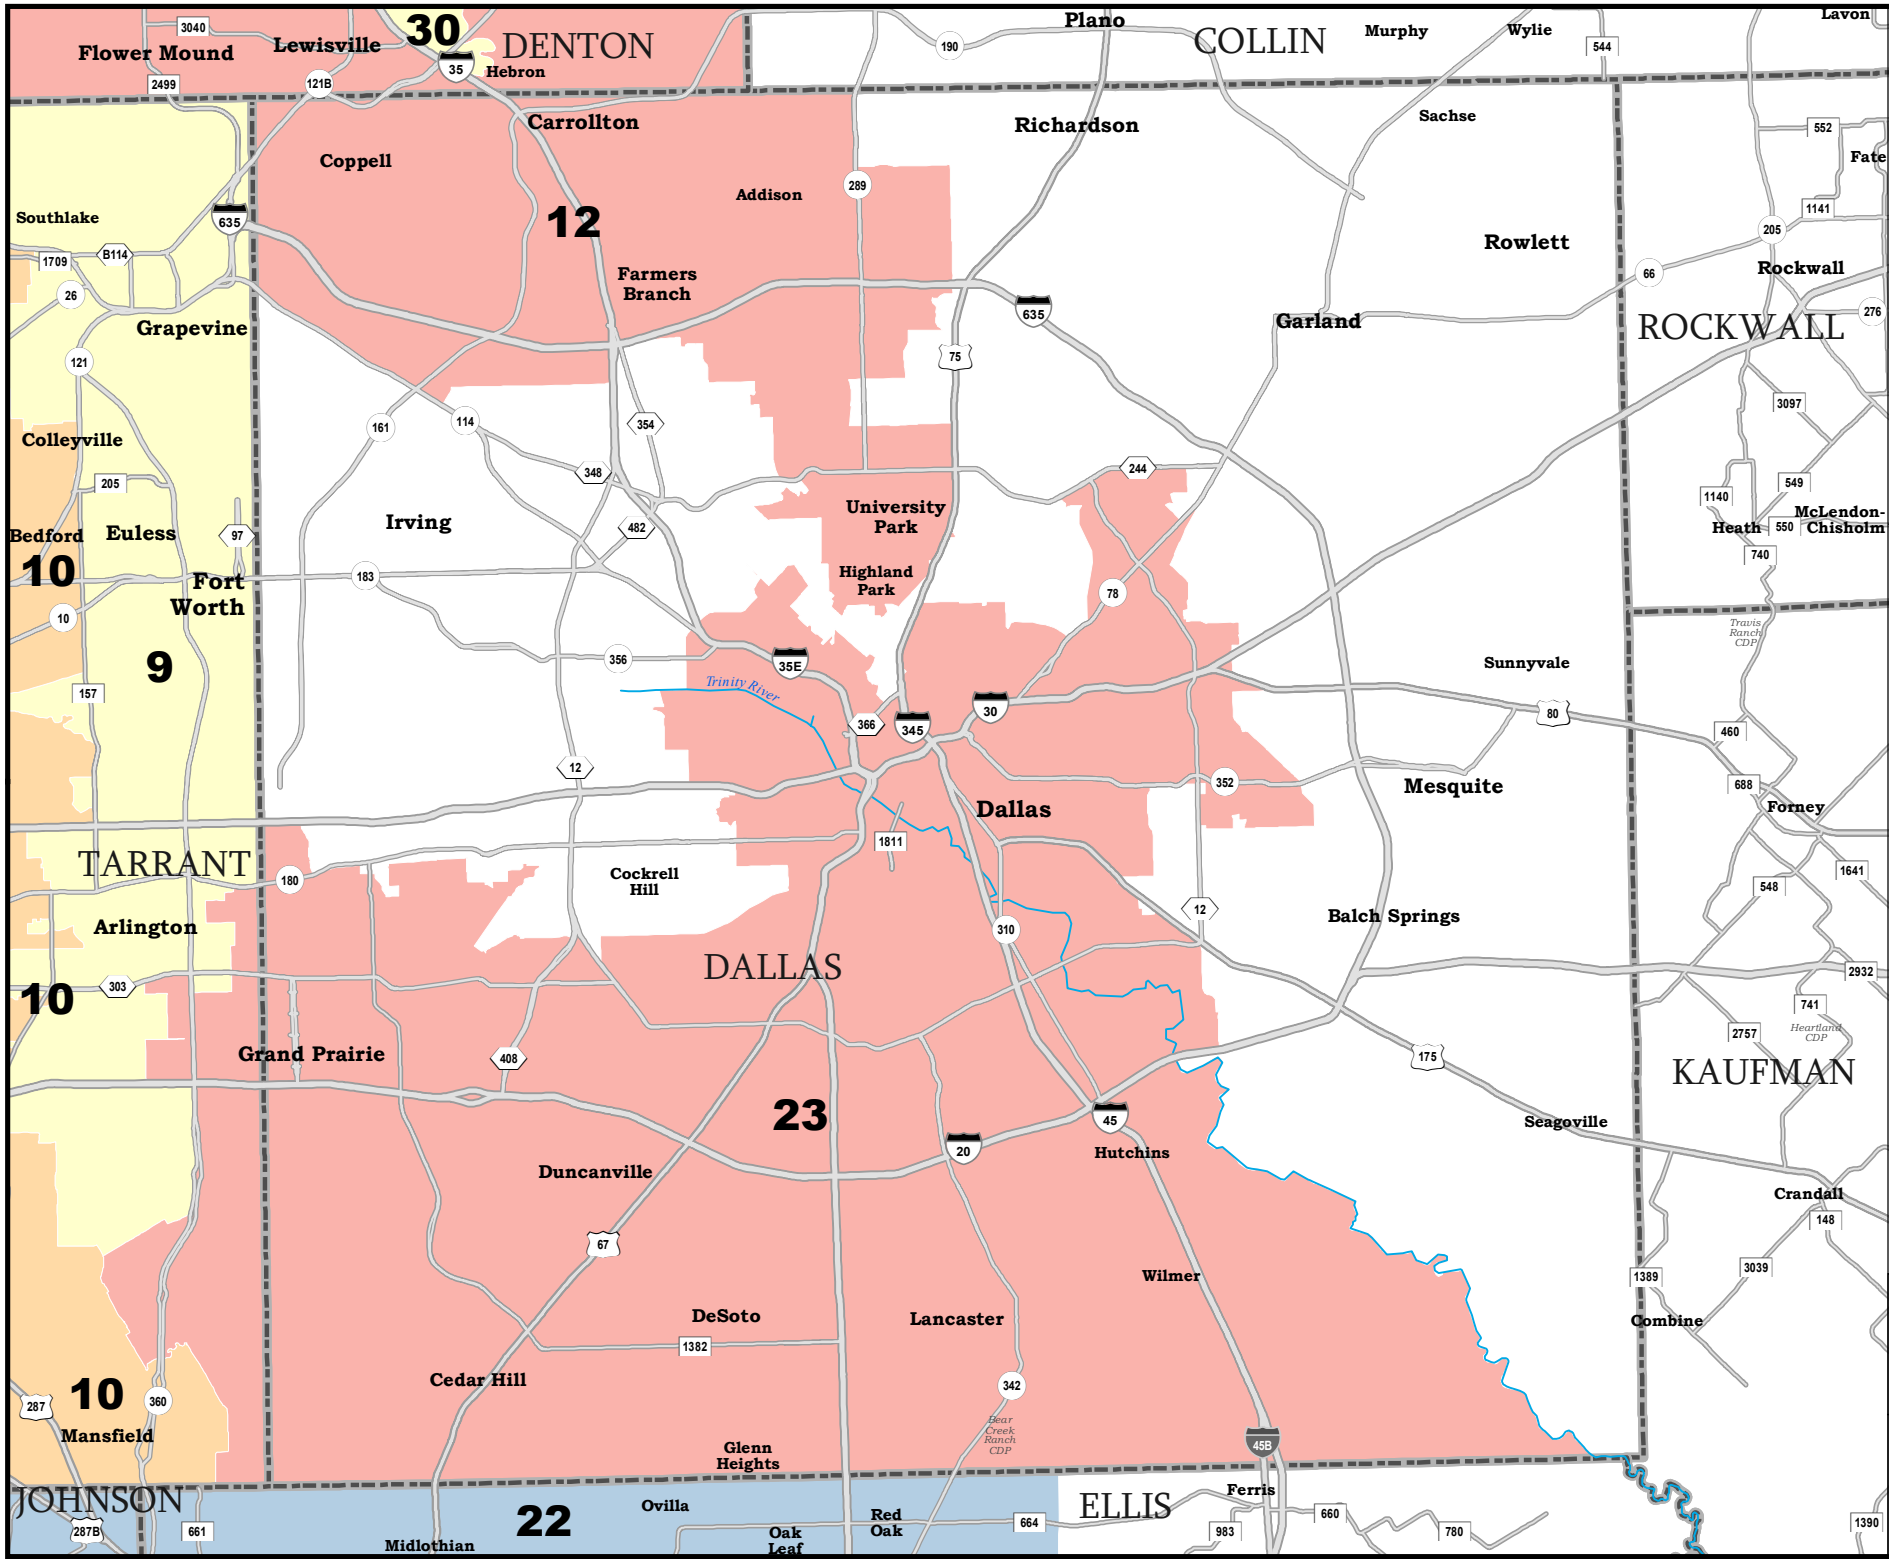 30
DENTON
COLLIN
Plano
Murphy
Wylie
Lavon
3040
Flower Mound
Lewisville
35
Hebron
190
544
2499
121B
Carrollton
Richardson
Sachse
552
Fate
Coppell
Addison
289
1141
Southlake
635
12
205
Rowlett
1709
B114
Farmers
Branch
66
Rockwall
26
635
276
Grapevine
Garland
ROCKWALL
121
75
3097
161
114
354
Colleyville
205
348
244
549
1140
Irving
University
Park
482
McLendon-
Chisholm
Heath
550
Bedford
Euless
97
740
10
Fort
Worth
183
Highland
Park
78
10
Travis
Ranch
CDP
9
356
35E
Sunnyvale
157
Trinity River
366
345
30
80
460
12
352
Mesquite
688
Forney
Dallas
1811
TARRANT
180
Cockrell
Hill
1641
548
12
Arlington
310
Balch Springs
DALLAS
2932
10
303
741
Heartland
CDP
2757
Grand Prairie
408
175
KAUFMAN
23
45
20
Hutchins
Seagoville
Duncanville
Crandall
148
67
Wilmer
1389
3039
DeSoto
Lancaster
Combine
1382
Cedar Hill
10
287
360
342
Mansfield
Bear
Creek
Ranch
CDP
45B
Glenn
Heights
JOHNSON
287B
661
22
Ovilla
Oak
Leaf
Red
Oak
664
ELLIS
Ferris
983
660
780
1390
Midlothian